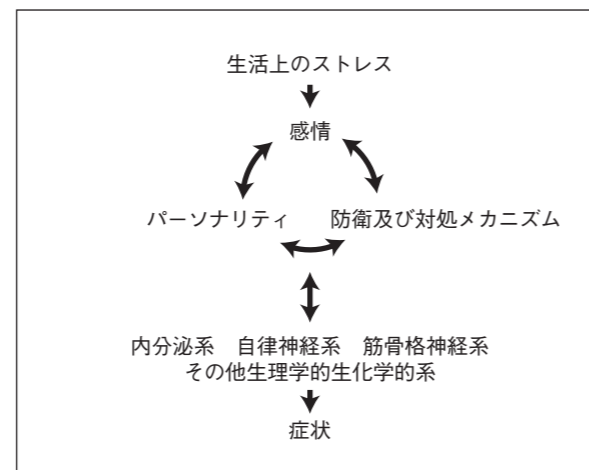 生活上のストレス
感情
パーソナリティ　防衛及び対処メカニズム
内分泌系　自律神経系　筋骨格神経系
その他生理学的生化学的系
症状